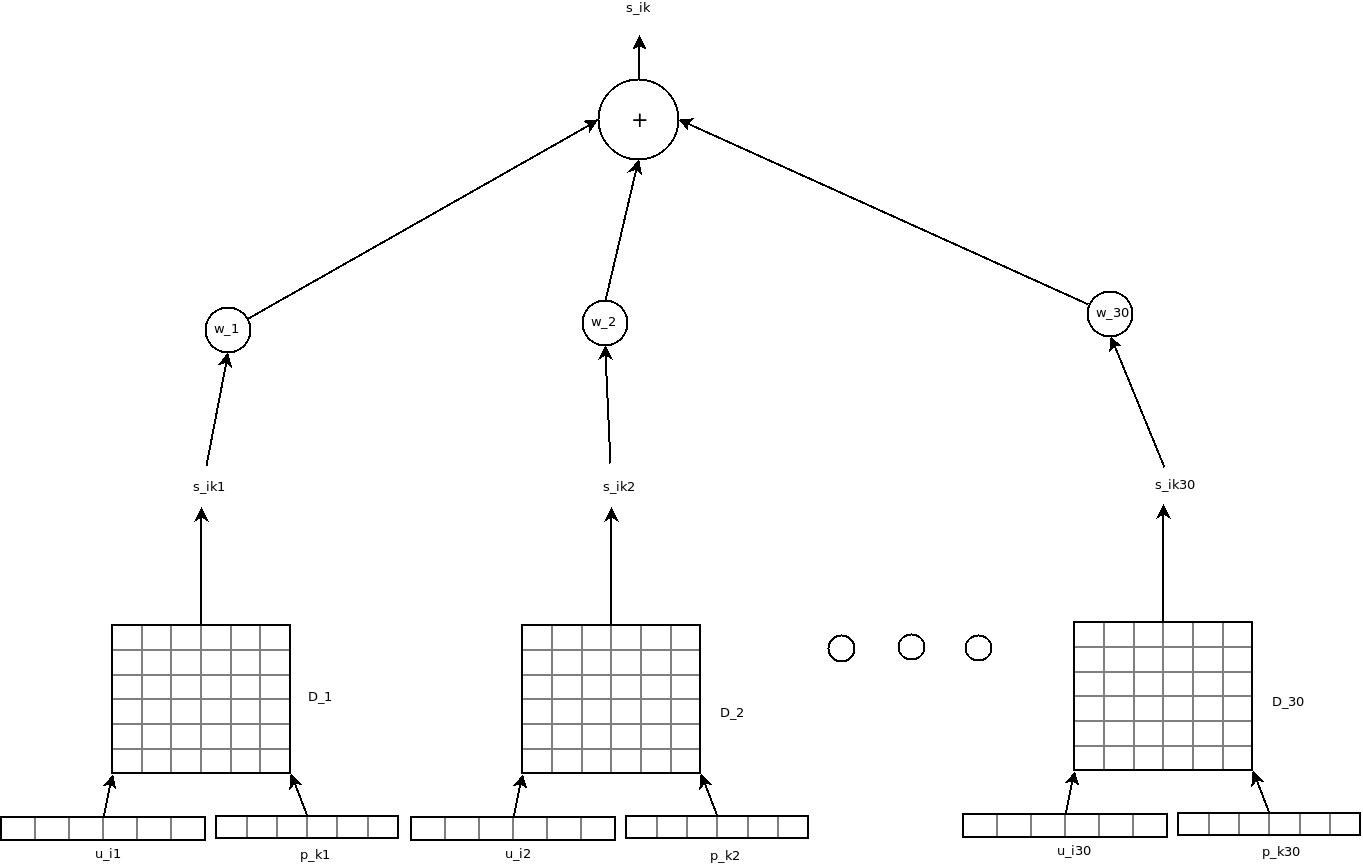 s_ik
+
w_1
w_2
w_30
s_ik1
s_ik2
s_ik30
D_1
D_2
D_30
u_i1
p_k1
u_i2
p_k2
u_i30
p_k30